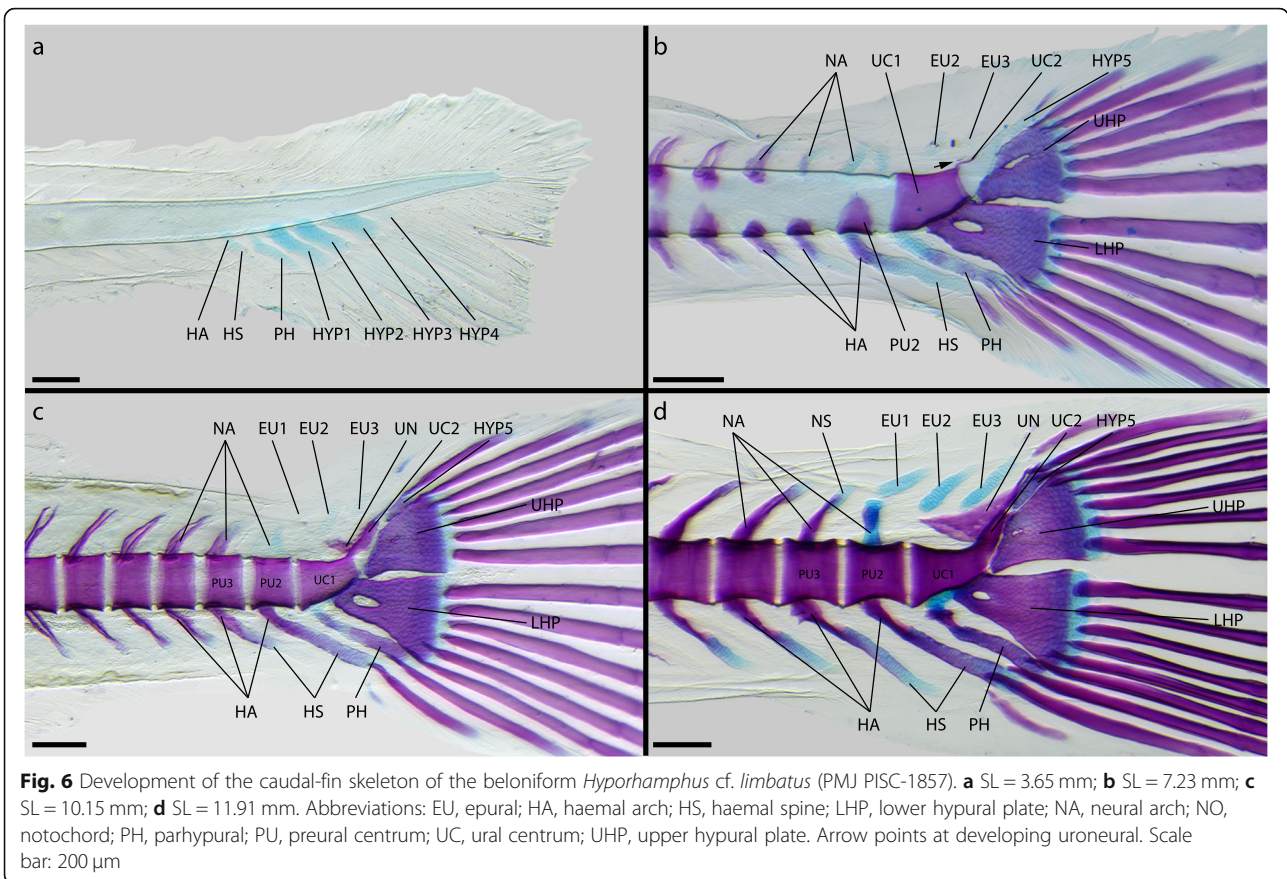 a
HA HS PH HYP1 HYP2 HYP3 HYP4
b
NA UC1 EU2 EU3 UC2 HYP5
UHP
LHP
HA PU2 HS PH
c
NA EU1 EU2 EU3 UN UC2 HYP5
UHP
PU3 PU2 UC1
LHP
HA HS PH
d
NA NS EU1 EU2 EU3 UN UC2 HYP5
UHP
PU3 PU2 UC1
LHP
HA HS PH
Fig. 6 Development of the caudal-fin skeleton of the beloniform Hyporhamphus cf. limbatus (PMJ PISC-1857). a SL = 3.65 mm; b SL = 7.23 mm; c
SL = 10.15 mm; d SL = 11.91 mm. Abbreviations: EU, epural; HA, haemal arch; HS, haemal spine; LHP, lower hypural plate; NA, neural arch; NO,
notochord; PH, parhypural; PU, preural centrum; UC, ural centrum; UHP, upper hypural plate. Arrow points at developing uroneural. Scale
bar: 200 μm